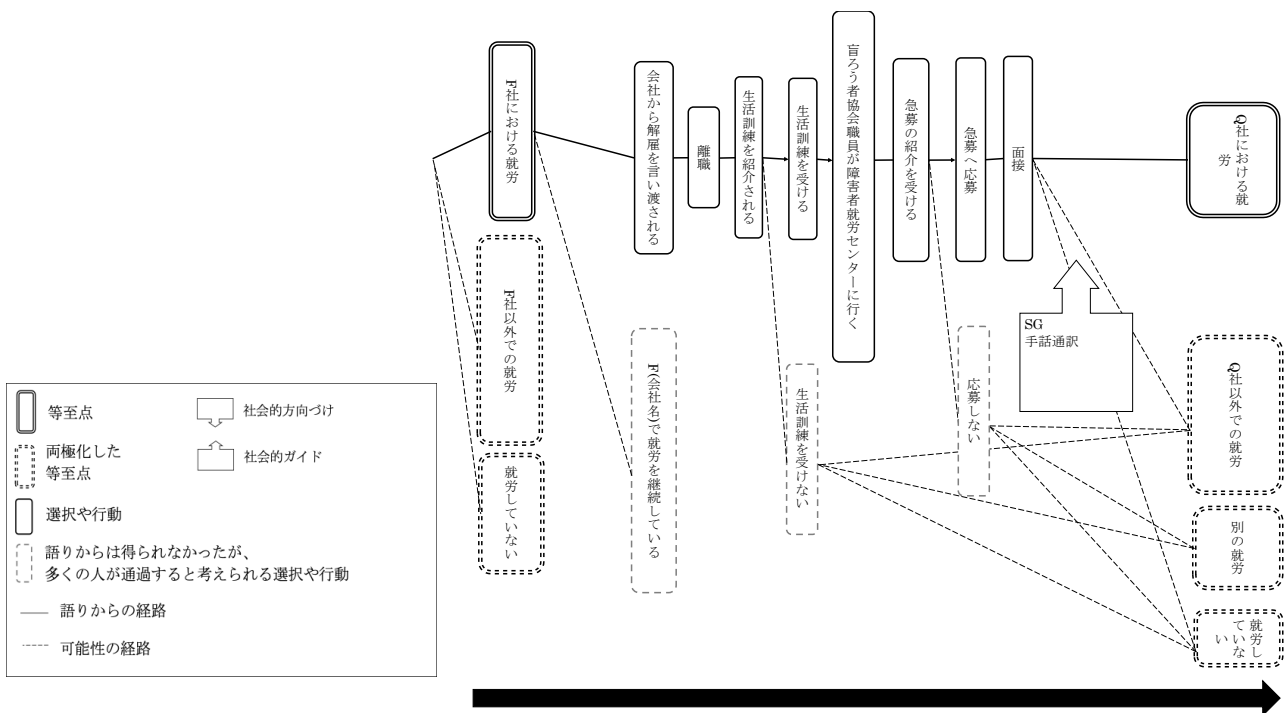 F社における就労
F社以外での就労
就労していない
会社から解雇を言い渡される
F(会社名)で就労を継続している
離職
生活訓練を紹介される
生活訓練を受ける
生活訓練を受けない
盲ろう者協会職員が障害者就労センターに行く
急募の紹介を受ける
急募へ応募
応募しない
面接
SG
手話通訳
Q社における就
労
Q社以外での就労
別の就労
就労し
ていな
い
等至点
社会的方向づけ
両極化した
等至点
社会的ガイド
選択や行動
語りからは得られなかったが、
多くの人が通過すると考えられる選択や行動
語りからの経路
可能性の経路